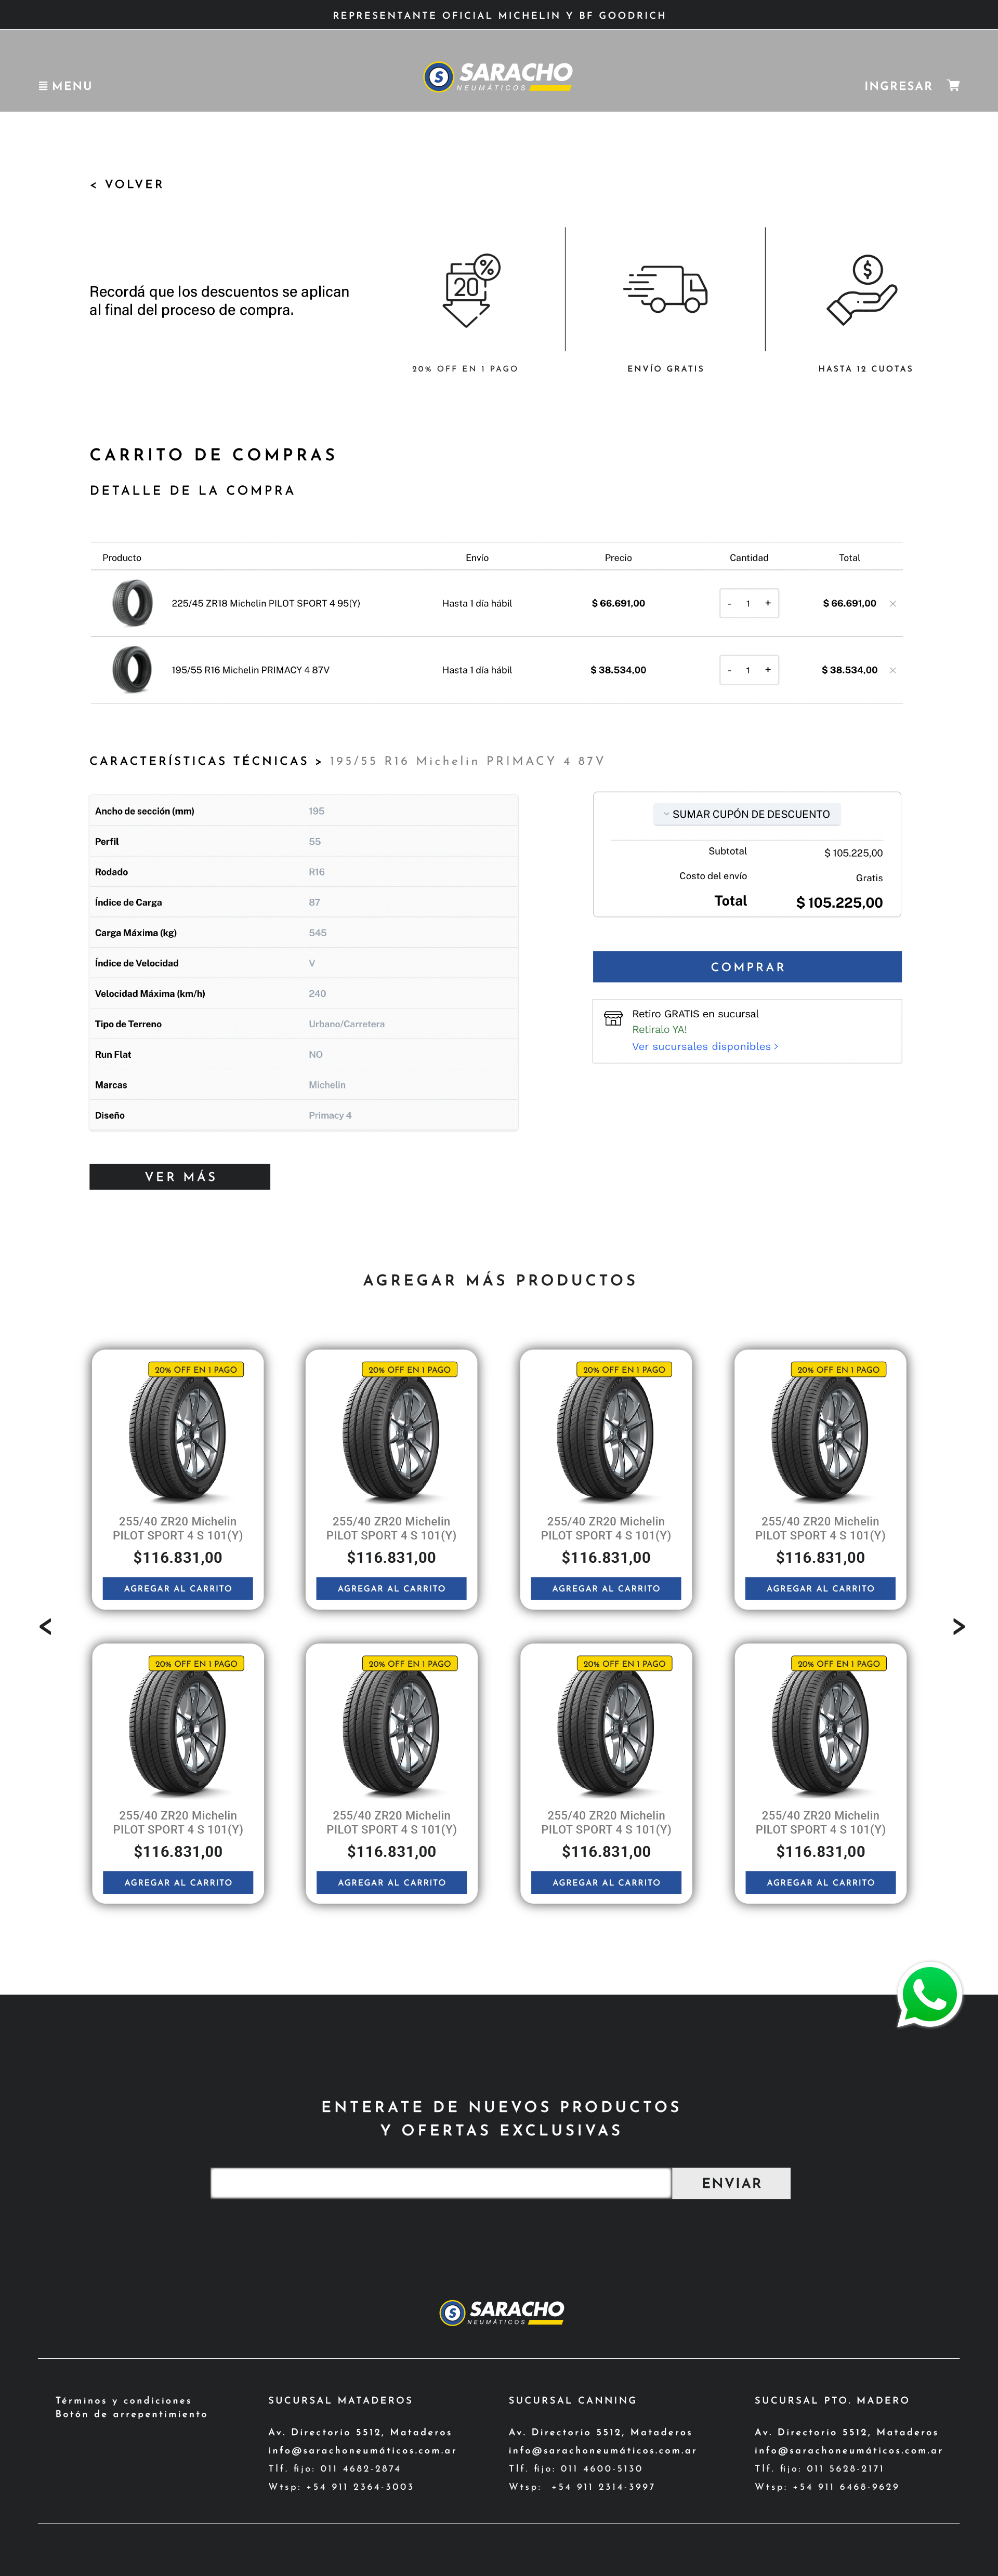 REPRESENTANTE OFICIAL MICHELIN Y BF GOODRICH
MENU
S SARACHO
NEUMÁTICOS
INGRESAR
< VOLVER
Recordá que los descuentos se aplican
al final del proceso de compra.
20 %
$
20% OFF EN 1 PAGO
ENVÍO GRATIS
HASTA 12 CUOTAS
CARRITO DE COMPRAS
DETALLE DE LA COMPRA
Producto Envío Precio Cantidad Total
225/45 ZR18 Michelin PILOT SPORT 4 95(Y) Hasta 1 día hábil $ 66.691,00 - 1 + $ 66.691,00 ×
195/55 R16 Michelin PRIMACY 4 87V Hasta 1 día hábil $ 38.534,00 - 1 + $ 38.534,00 ×
CARACTERÍSTICAS TÉCNICAS > 195/55 R16 Michelin PRIMACY 4 87V
Ancho de sección (mm) 195
Perfil 55
Rodado R16
Índice de Carga 87
Carga Máxima (kg) 545
Índice de Velocidad V
Velocidad Máxima (km/h) 240
Tipo de Terreno Urbano/Carretera
Run Flat NO
Marcas Michelin
Diseño Primacy 4
VER MÁS
SUMAR CUPÓN DE DESCUENTO
Subtotal $ 105.225,00
Costo del envío Gratis
Total $ 105.225,00
COMPRAR
Retiro GRATIS en sucursal
Retiralo YA!
Ver sucursales disponibles >
AGREGAR MÁS PRODUCTOS
20% OFF EN 1 PAGO
255/40 ZR20 Michelin
PILOT SPORT 4 S 101(Y)
$116.831,00
AGREGAR AL CARRITO
20% OFF EN 1 PAGO
255/40 ZR20 Michelin
PILOT SPORT 4 S 101(Y)
$116.831,00
AGREGAR AL CARRITO
20% OFF EN 1 PAGO
255/40 ZR20 Michelin
PILOT SPORT 4 S 101(Y)
$116.831,00
AGREGAR AL CARRITO
20% OFF EN 1 PAGO
255/40 ZR20 Michelin
PILOT SPORT 4 S 101(Y)
$116.831,00
AGREGAR AL CARRITO
< >
20% OFF EN 1 PAGO
255/40 ZR20 Michelin
PILOT SPORT 4 S 101(Y)
$116.831,00
AGREGAR AL CARRITO
20% OFF EN 1 PAGO
255/40 ZR20 Michelin
PILOT SPORT 4 S 101(Y)
$116.831,00
AGREGAR AL CARRITO
20% OFF EN 1 PAGO
255/40 ZR20 Michelin
PILOT SPORT 4 S 101(Y)
$116.831,00
AGREGAR AL CARRITO
20% OFF EN 1 PAGO
255/40 ZR20 Michelin
PILOT SPORT 4 S 101(Y)
$116.831,00
AGREGAR AL CARRITO
ENTERATE DE NUEVOS PRODUCTOS
Y OFERTAS EXCLUSIVAS
ENVIAR
S SARACHO
NEUMÁTICOS
Términos y condiciones
Botón de arrepentimiento
SUCURSAL MATADEROS
Av. Directorio 5512, Mataderos
info@sarachoneumáticos.com.ar
Tlf. fijo: 011 4682-2874
Wtsp: +54 911 2364-3003
SUCURSAL CANNING
Av. Directorio 5512, Mataderos
info@sarachoneumáticos.com.ar
Tlf. fijo: 011 4600-5130
Wtsp: +54 911 2314-3997
SUCURSAL PTO. MADERO
Av. Directorio 5512, Mataderos
info@sarachoneumáticos.com.ar
Tlf. fijo: 011 5628-2171
Wtsp: +54 911 6468-9629